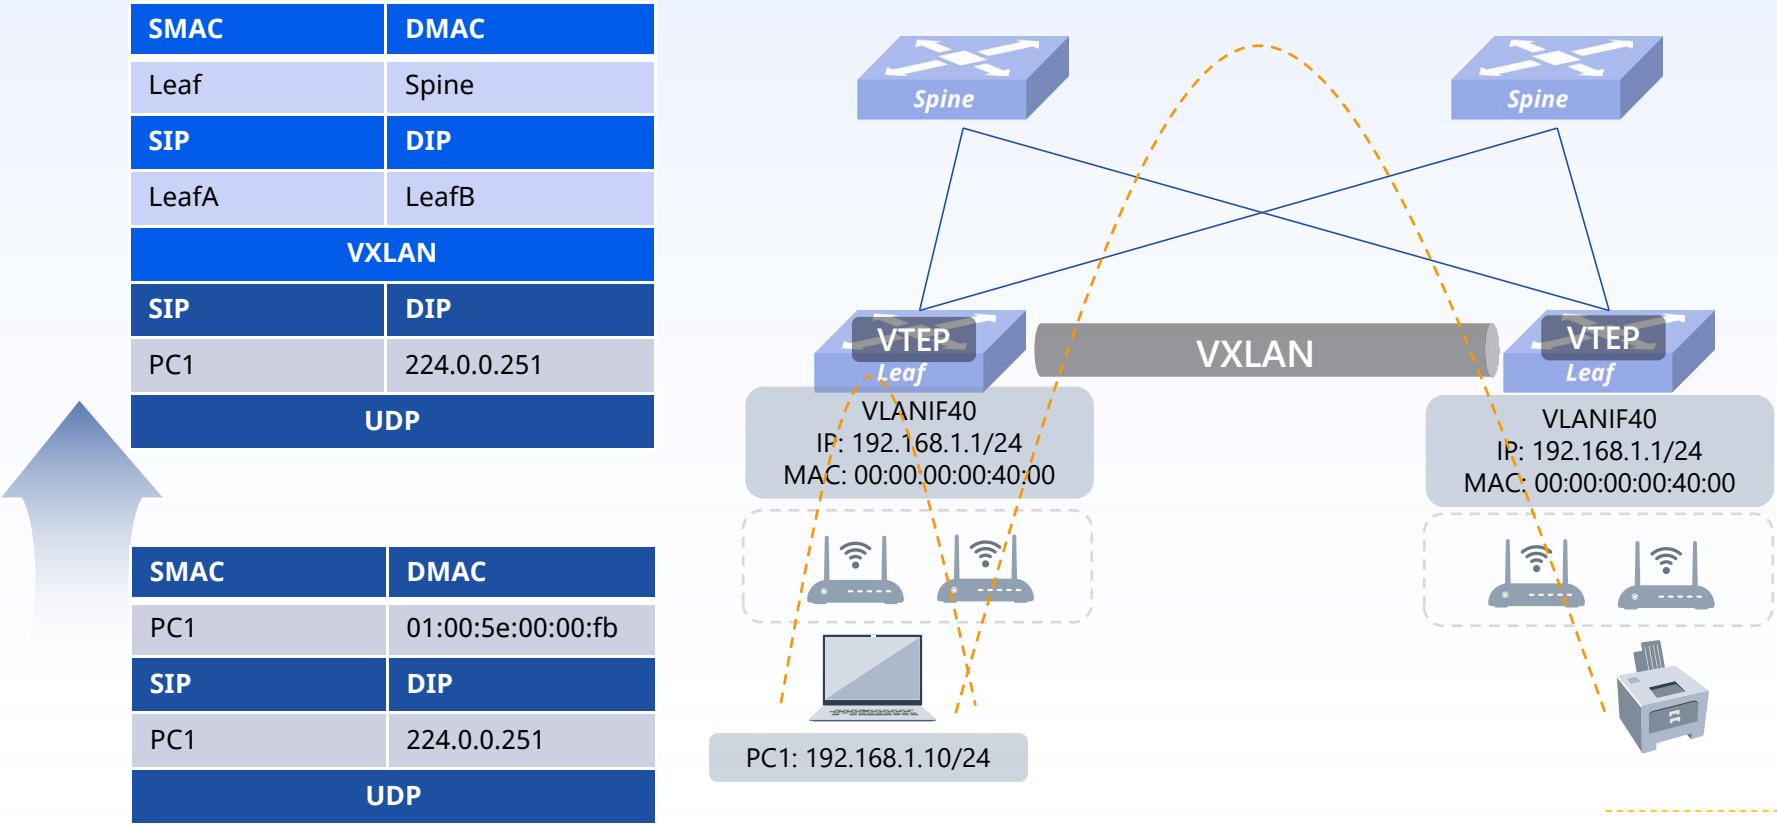 SMAC DMAC
Leaf Spine
SIP DIP
LeafA LeafB
VXLAN
SIP DIP
PC1 224.0.0.251
UDP
SMAC DMAC
PC1 01:00:5e:00:00:fb
SIP DIP
PC1 224.0.0.251
UDP
Spine
Spine
VTEP
Leaf
VXLAN
VTEP
Leaf
VLANIF40
IP: 192.168.1.1/24
MAC: 00:00:00:00:40:00
VLANIF40
IP: 192.168.1.1/24
MAC: 00:00:00:00:40:00
PC1: 192.168.1.10/24